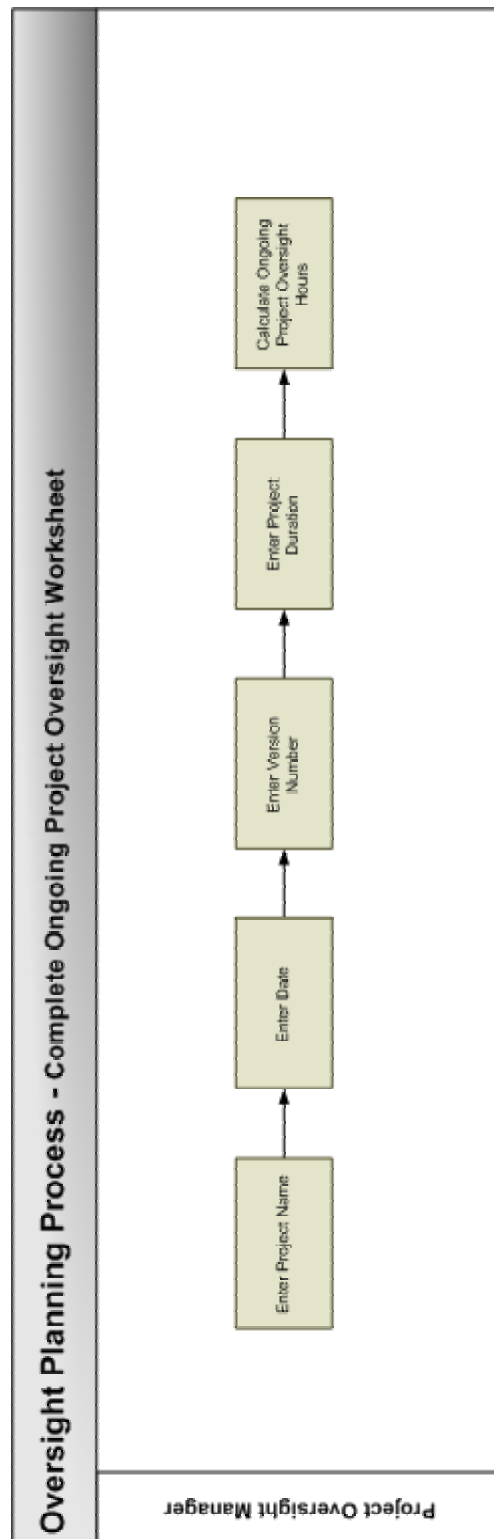 Oversight Planning Process - Complete Ongoing Project Oversight Worksheet
Project Oversight Manager
Enter Project Name
Enter Date
Enter Version
Number
Enter Project
Duration
Calculate Ongoing
Project Oversight
Hours